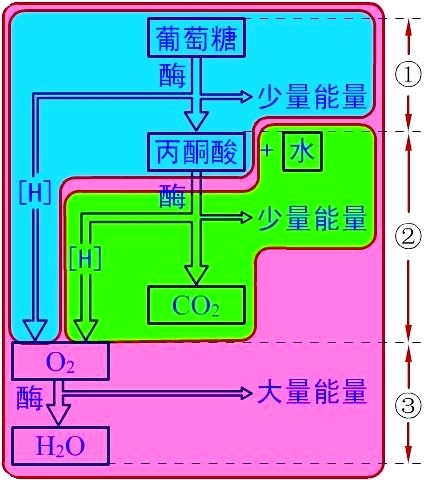 葡萄糖
酶
少量能量
①
[H]
丙酮酸 + 水
酶
少量能量
②
[H]
CO₂
O₂
酶
大量能量
③
H₂O